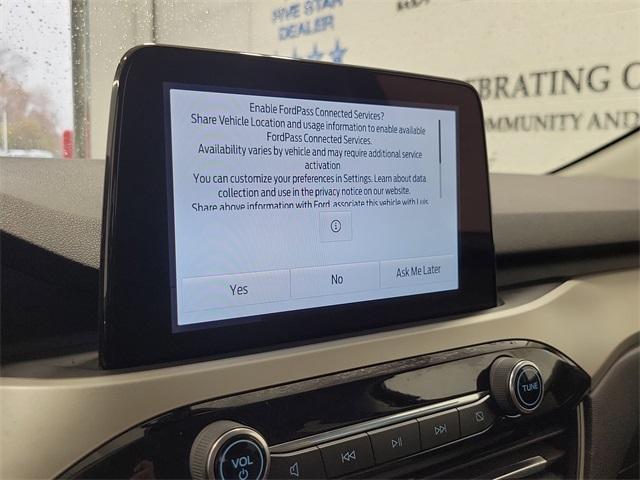 FIVE STAR
DEALER
CELEBRATING
COMMUNITY AND
Enable FordPass Connected Services?
Share Vehicle Location and usage information to enable available
FordPass Connected Services.
Availability varies by vehicle and may require additional service
activation
You can customize your preferences in Settings. Learn about data
collection and use in the privacy notice on our website.
Share above information with Ford, associate this vehicle with Luis
Yes
No
Ask Me Later
TUNE
VOL